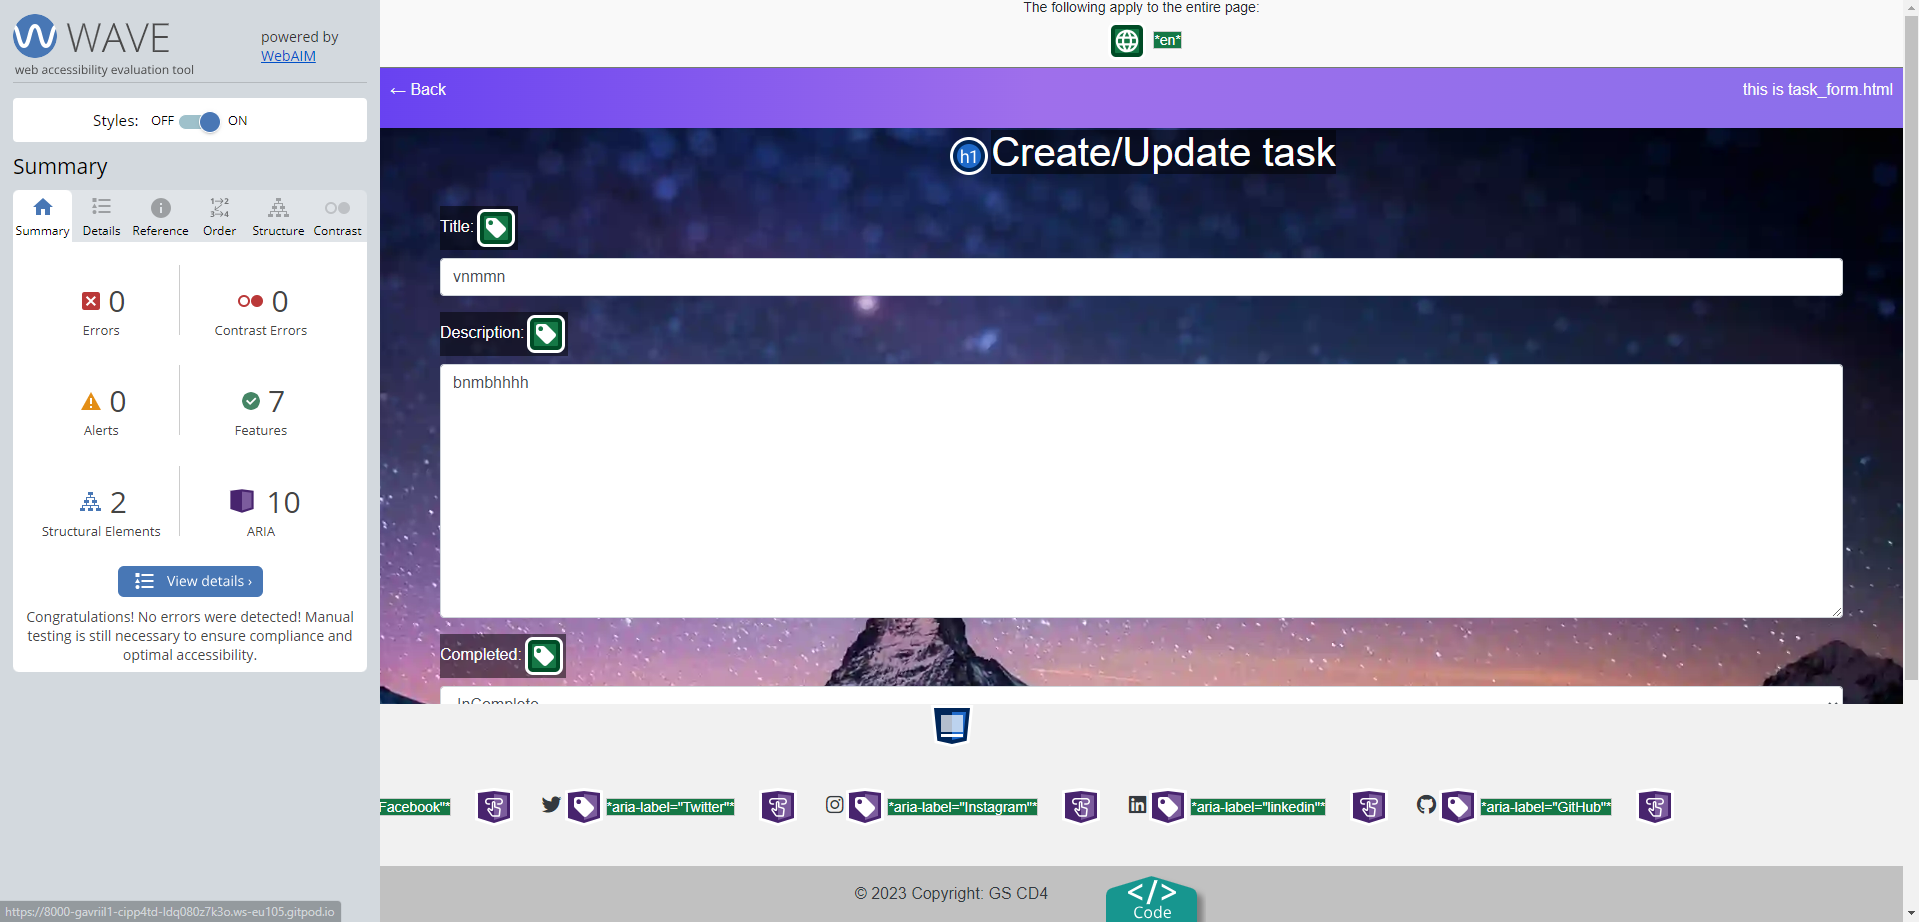 WAVE
web accessibility evaluation tool
powered by
WebAIM
Styles: OFF ON
Summary
Summary Details Reference Order Structure Contrast
0
Errors
0
Contrast Errors
0
Alerts
7
Features
2
Structural Elements
10
ARIA
View details ›
Congratulations! No errors were detected! Manual
testing is still necessary to ensure compliance and
optimal accessibility.
https://8000-gavriil1-cipp4td-ldq080z7k3o.ws-eu105.gitpod.io
The following apply to the entire page:
*en*
← Back
this is task_form.html
h1 Create/Update task
Title:
vnmmn
Description:
bnmbhhhh
Completed:
InComplete
Facebook"* *aria-label="Twitter"* *aria-label="Instagram"* *aria-label="linkedin"* *aria-label="GitHub"*
© 2023 Copyright: GS CD4
</>
Code